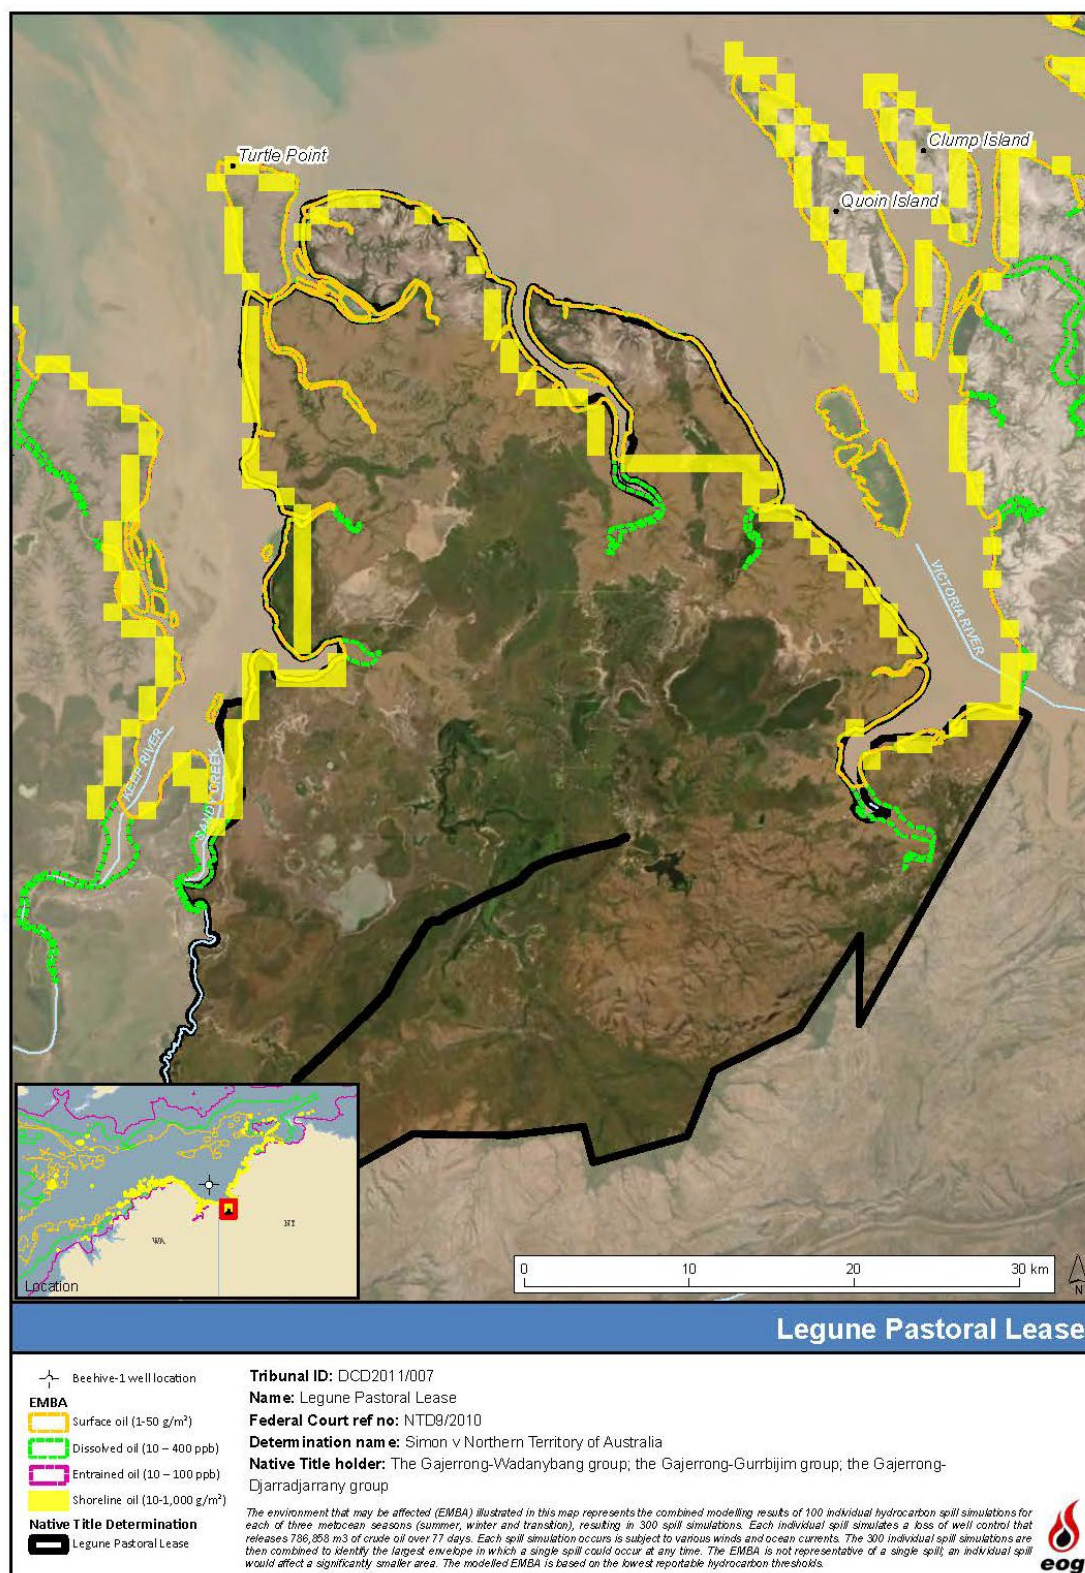 Turtle Point
Clump Island
Quoin Island
VICTORIA RIVER
KEEP RIVER
SANDY CREEK
WA
NT
Location
0 10 20 30 km
N
Legune Pastoral Lease
Beehive-1 well location
EMBA
Surface oil (1-50 g/m²)
Dissolved oil (10 – 400 ppb)
Entrained oil (10 – 100 ppb)
Shoreline oil (10-1,000 g/m²)
Native Title Determination
Legune Pastoral Lease
Tribunal ID: DCD2011/007
Name: Legune Pastoral Lease
Federal Court ref no: NTD9/2010
Determination name: Simon v Northern Territory of Australia
Native Title holder: The Gajerrong-Wadanybang group; the Gajerrong-Gurrbijim group; the Gajerrong-
Djarradjarrany group
The environment that may be affected (EMBA) illustrated in this map represents the combined modelling results of 100 individual hydrocarbon spill simulations for
each of three metocean seasons (summer, winter and transition), resulting in 300 spill simulations. Each individual spill simulates a loss of well control that
releases 786,858 m3 of crude oil over 77 days. Each spill simulation occurs is subject to various winds and ocean currents. The 300 individual spill simulations are
then combined to identify the largest envelope in which a single spill could occur at any time. The EMBA is not representative of a single spill; an individual spill
would affect a significantly smaller area. The modelled EMBA is based on the lowest reportable hydrocarbon thresholds.
eog